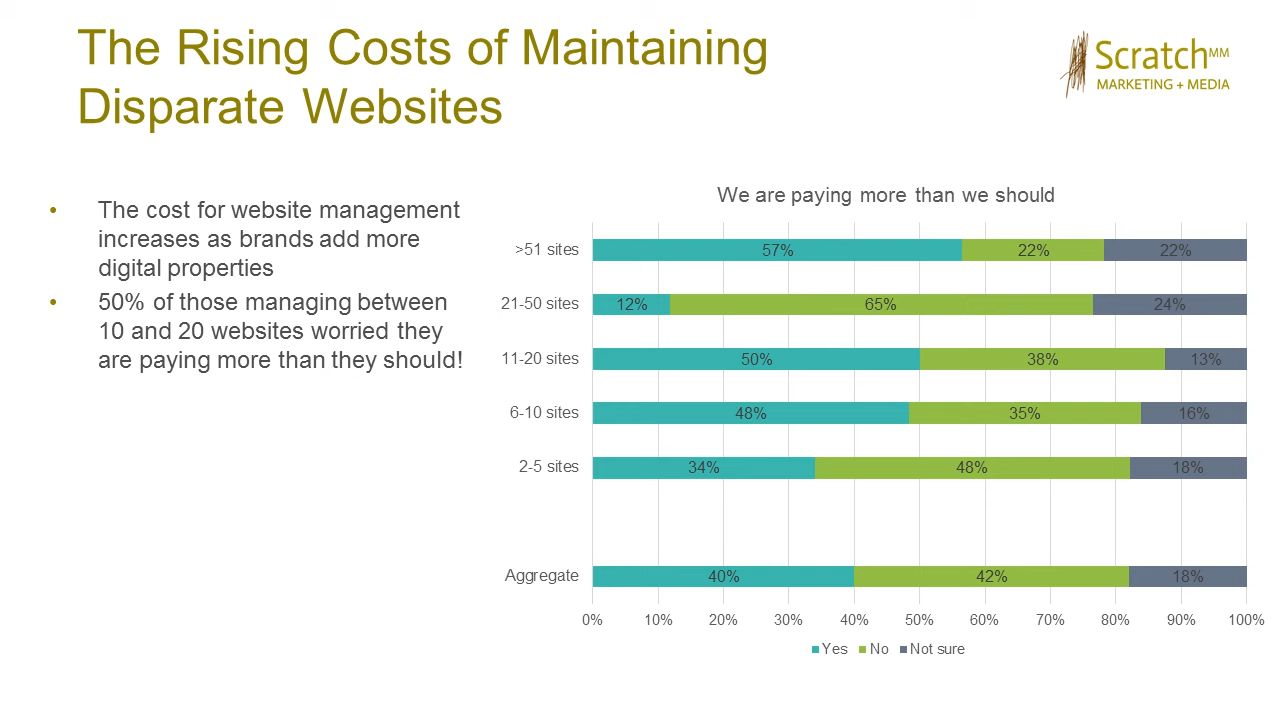 The Rising Costs of Maintaining
Disparate Websites
Scratch MM
MARKETING + MEDIA
• The cost for website management
increases as brands add more
digital properties
• 50% of those managing between
10 and 20 websites worried they
are paying more than they should!
We are paying more than we should
>51 sites 57% 22% 22%
21-50 sites 12% 65% 24%
11-20 sites 50% 38% 13%
6-10 sites 48% 35% 16%
2-5 sites 34% 48% 18%
Aggregate 40% 42% 18%
0% 10% 20% 30% 40% 50% 60% 70% 80% 90% 100%
Yes No Not sure